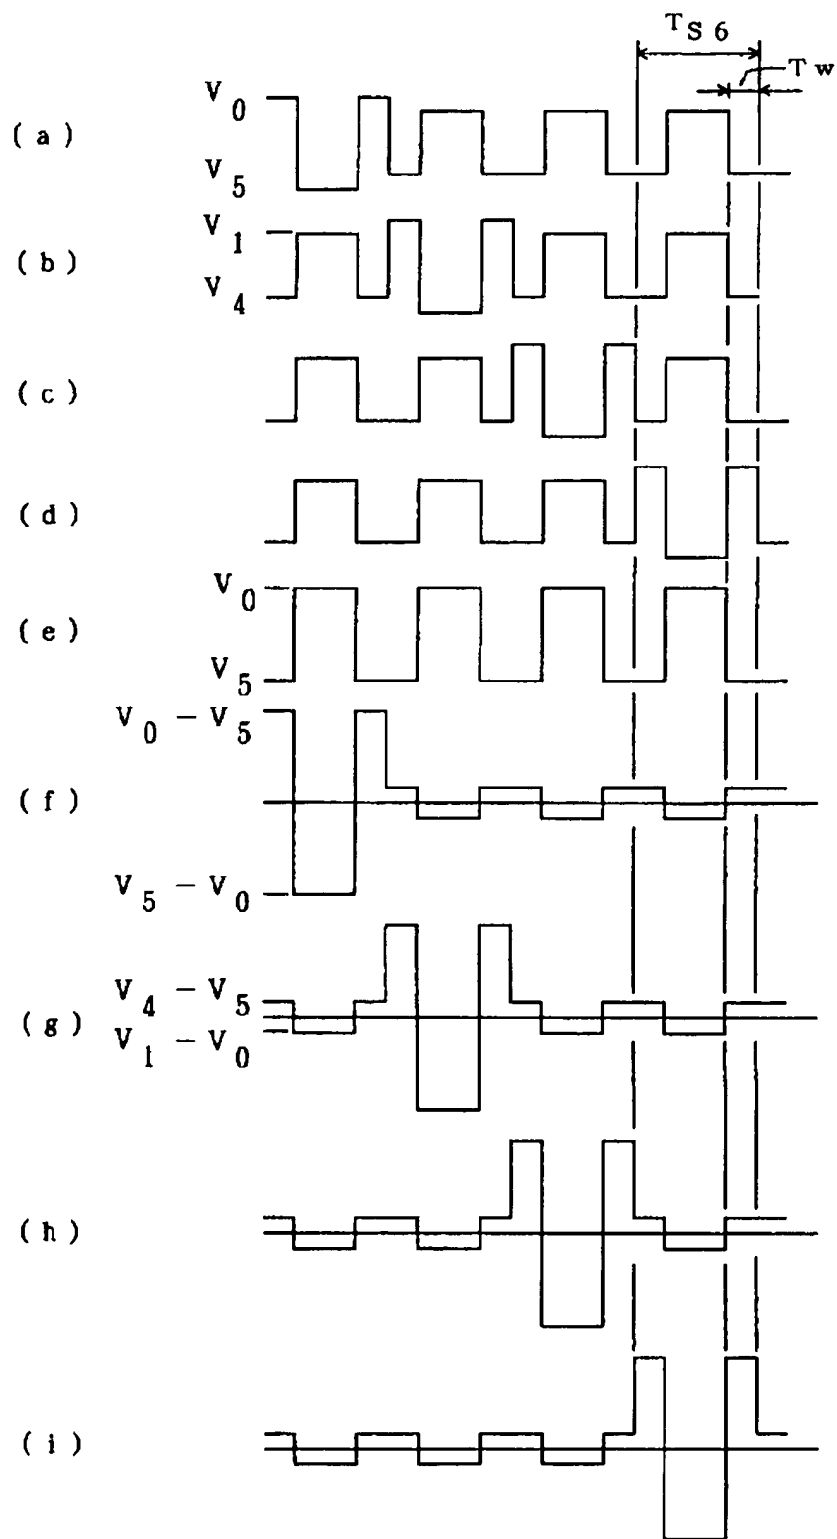 T S 6
T w
( a )
V 0
V 5
( b )
V 1
V 4
( c )
( d )
( e )
V 0
V 5
( f )
V 0 – V 5
V 5 – V 0
( g )
V 4 – V 5
V 1 – V 0
( h )
( i )